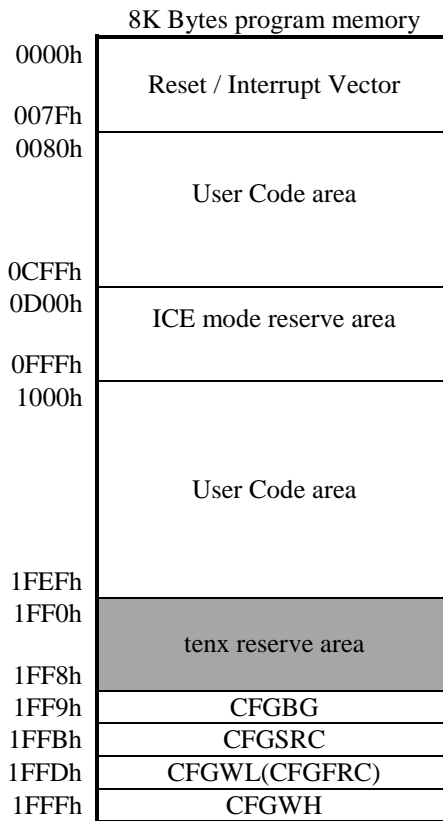 8K Bytes program memory
0000h
Reset / Interrupt Vector
007Fh
0080h
User Code area
0CFFh
0D00h
ICE mode reserve area
0FFFh
1000h
User Code area
1FEFh
1FF0h
tenx reserve area
1FF8h
1FF9h CFGBG
1FFBh CFGSRC
1FFDh CFGWL(CFGFRC)
1FFFh CFGWH